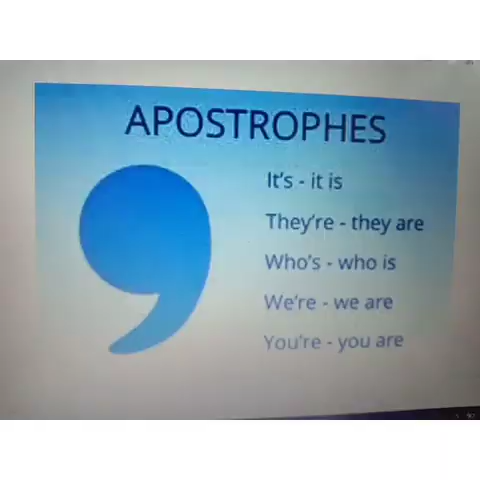 APOSTROPHES
It's - it is
They're - they are
Who's - who is
We're - we are
You're - you are